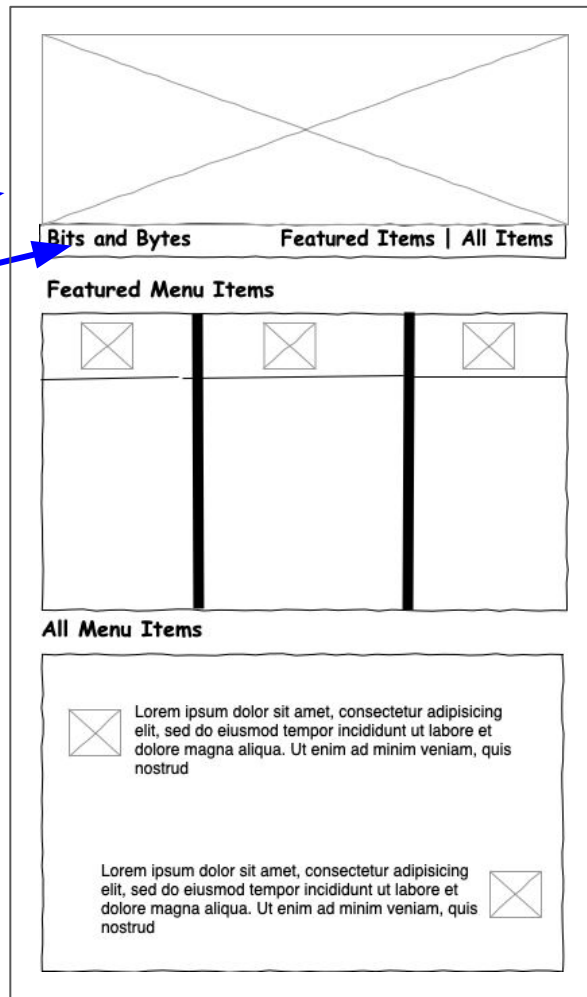 Bits and Bytes Featured Items | All Items
Featured Menu Items
All Menu Items
Lorem ipsum dolor sit amet, consectetur adipisicing
elit, sed do eiusmod tempor incididunt ut labore et
dolore magna aliqua. Ut enim ad minim veniam, quis
nostrud
Lorem ipsum dolor sit amet, consectetur adipisicing
elit, sed do eiusmod tempor incididunt ut labore et
dolore magna aliqua. Ut enim ad minim veniam, quis
nostrud